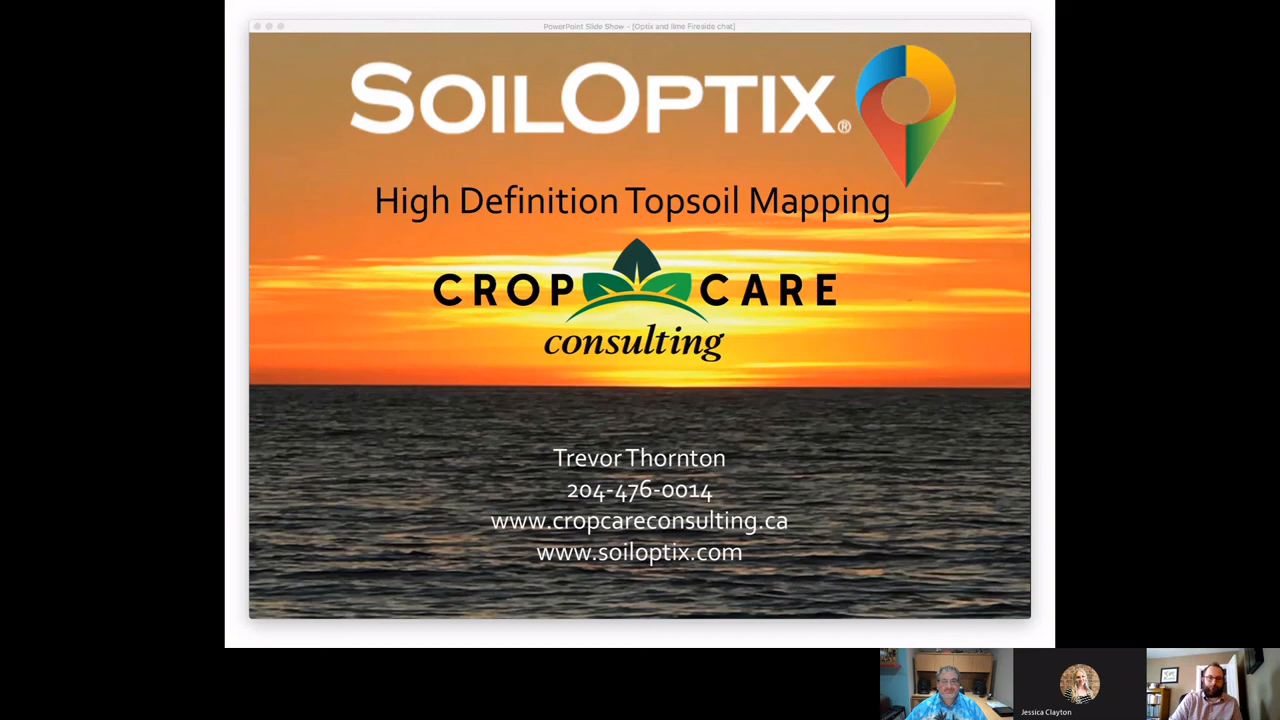 PowerPoint Slide Show - [Optix and lime Fireside chat]
SOILOPTIX®
High Definition Topsoil Mapping
CROP CARE
consulting
Trevor Thornton
204-476-0014
www.cropcareconsulting.ca
www.soiloptix.com
Jessica Clayton